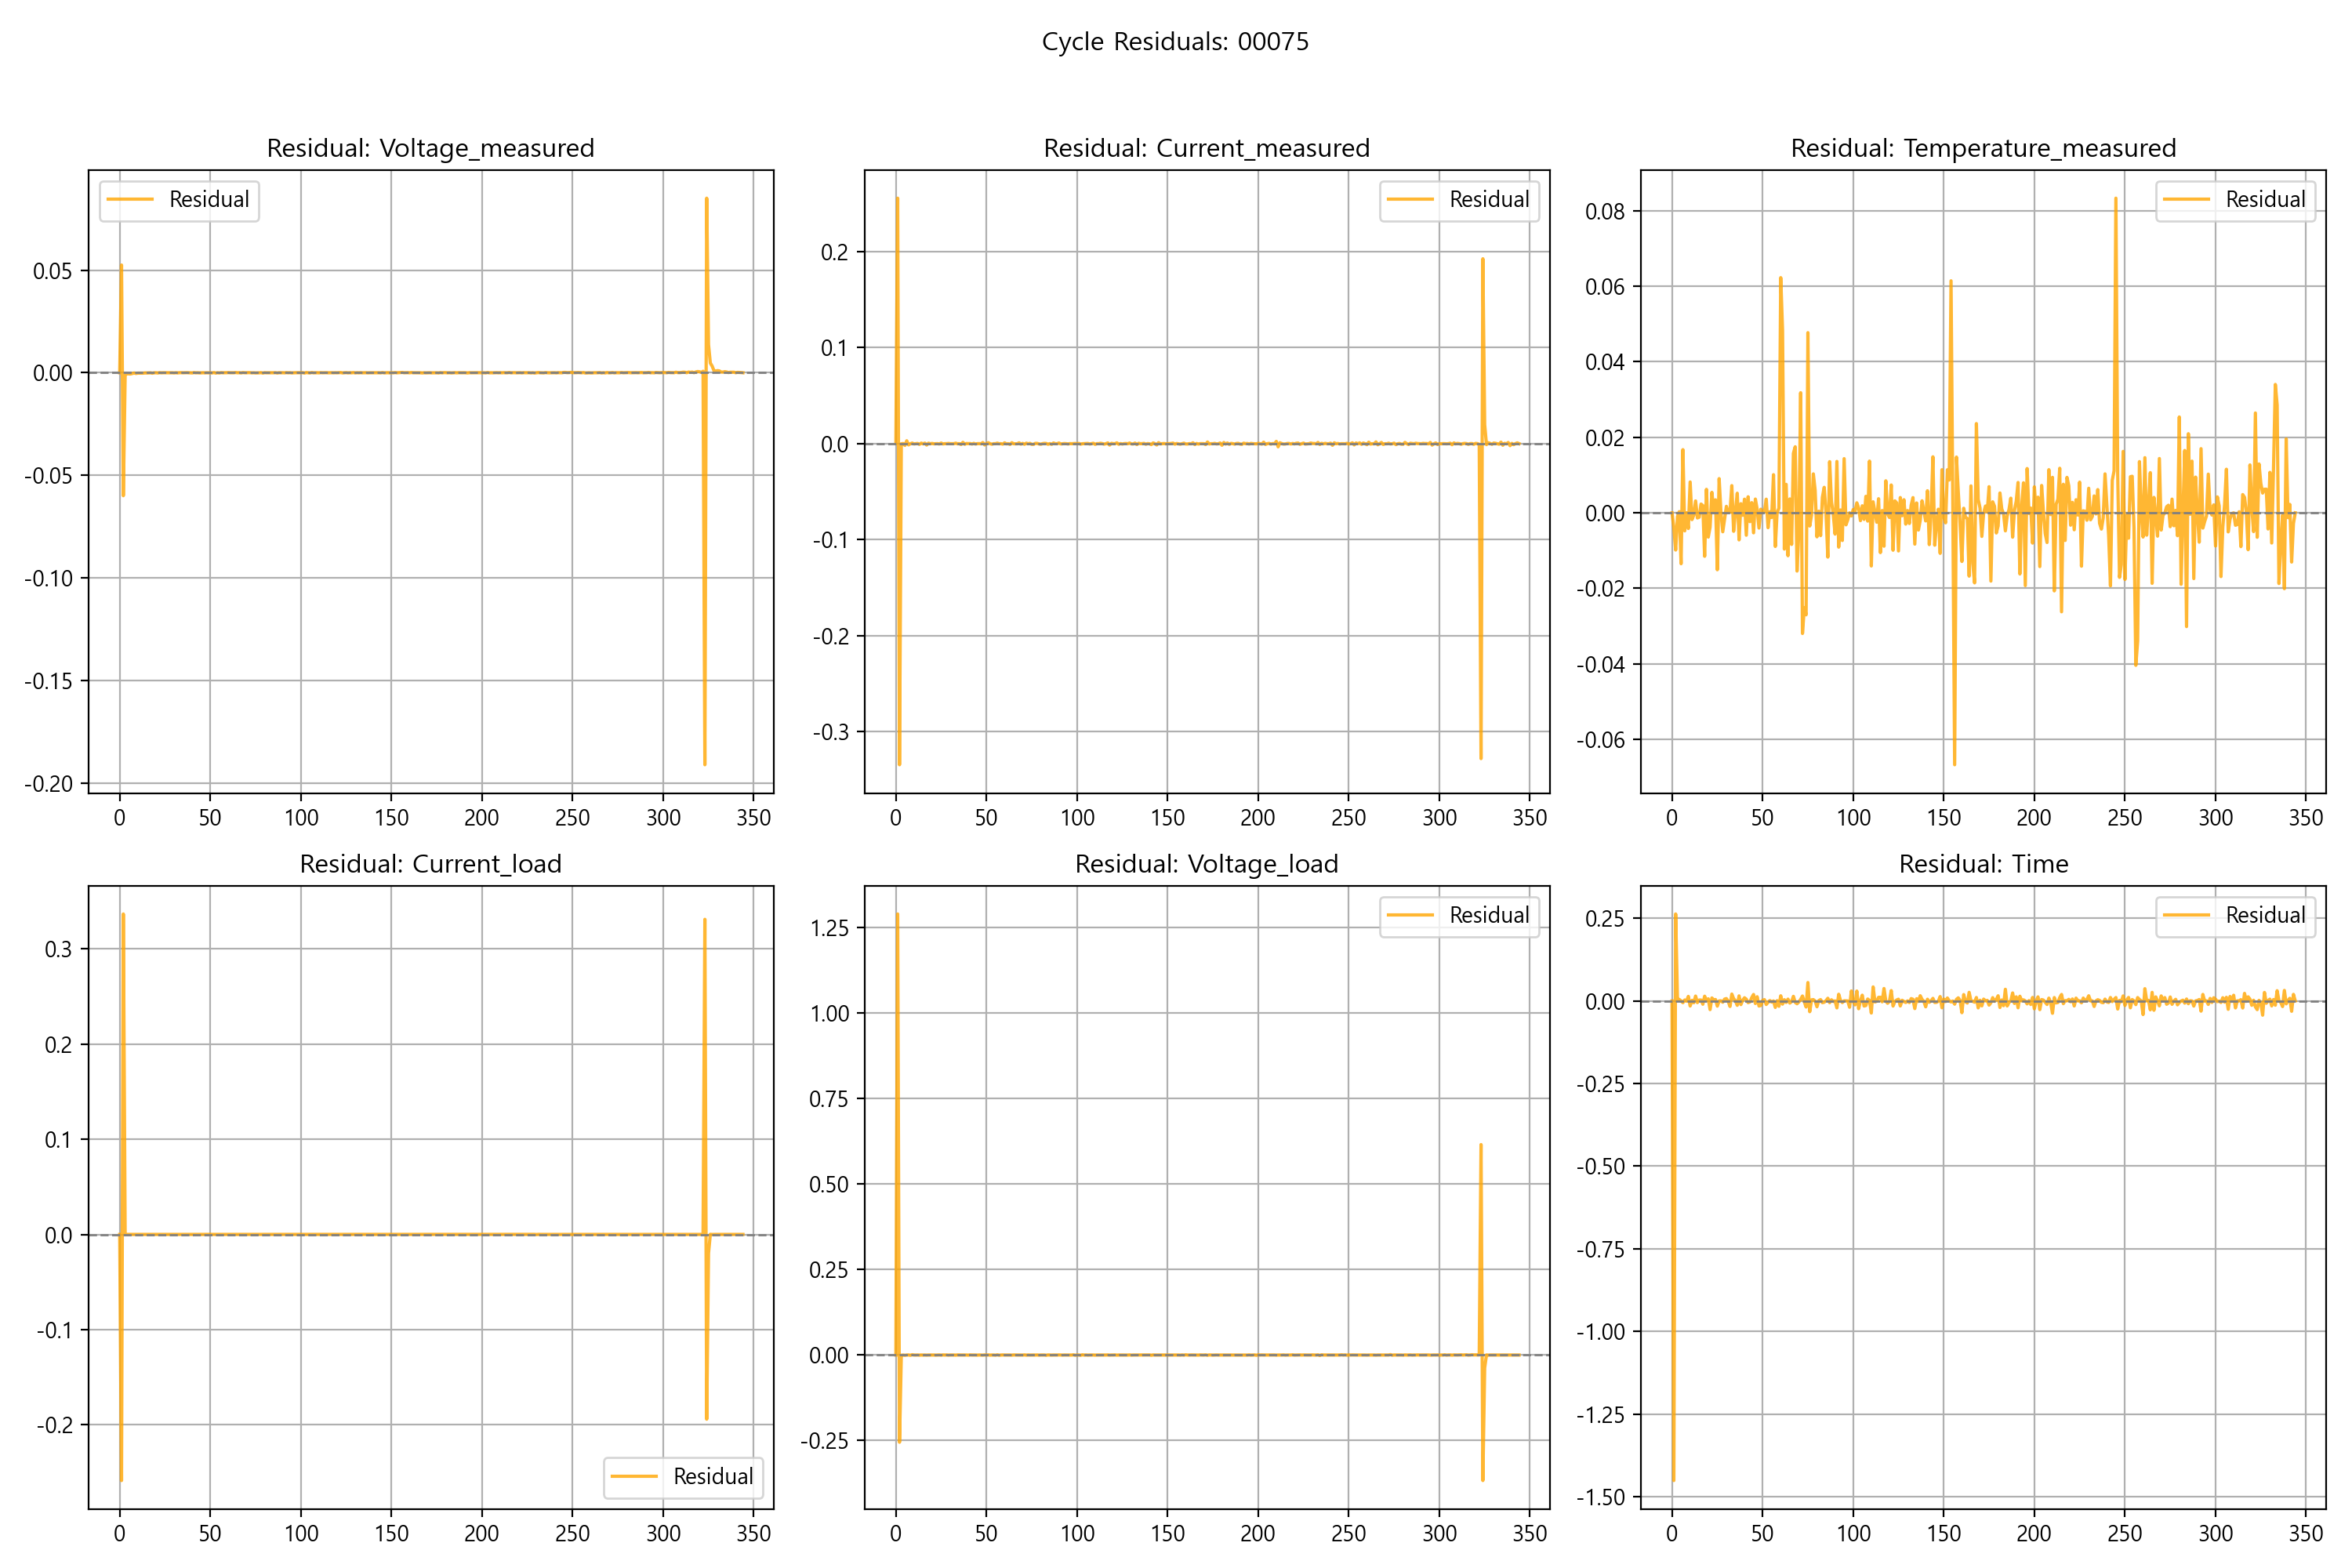 Cycle Residuals: 00075
Residual: Voltage_measured
Residual
0.05
0.00
-0.05
-0.10
-0.15
-0.20
0 50 100 150 200 250 300 350
Residual: Current_measured
Residual
0.2
0.1
0.0
-0.1
-0.2
-0.3
0 50 100 150 200 250 300 350
Residual: Temperature_measured
Residual
0.08
0.06
0.04
0.02
0.00
-0.02
-0.04
-0.06
0 50 100 150 200 250 300 350
Residual: Current_load
0.3
0.2
0.1
0.0
-0.1
-0.2
Residual
0 50 100 150 200 250 300 350
Residual: Voltage_load
Residual
1.25
1.00
0.75
0.50
0.25
0.00
-0.25
0 50 100 150 200 250 300 350
Residual: Time
Residual
0.25
0.00
-0.25
-0.50
-0.75
-1.00
-1.25
-1.50
0 50 100 150 200 250 300 350